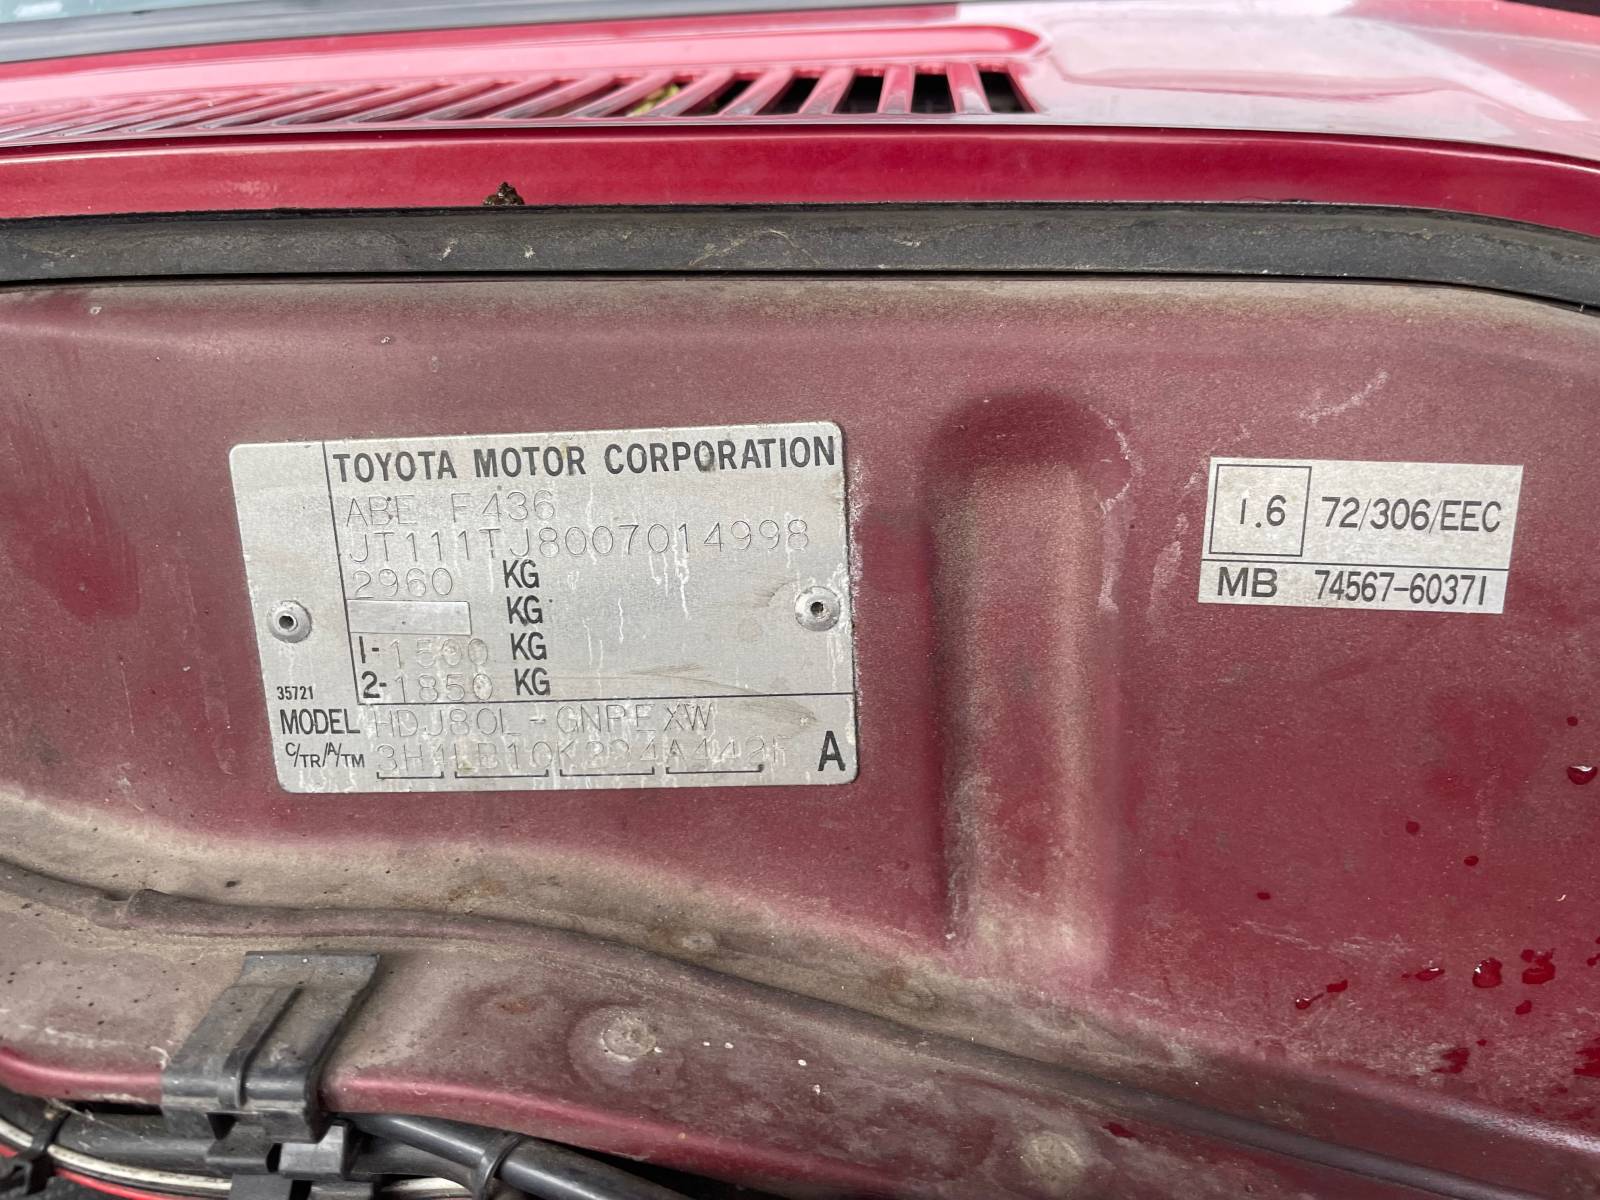 TOYOTA MOTOR CORPORATION
ABE F436
JT111TJ8007014998
2960 KG
KG
1-1500 KG
2-1850 KG
35721
MODEL HDJ80L-GNPEXW
C/TR/A/TM
A
1.6 72/306/EEC
MB 74567-60371